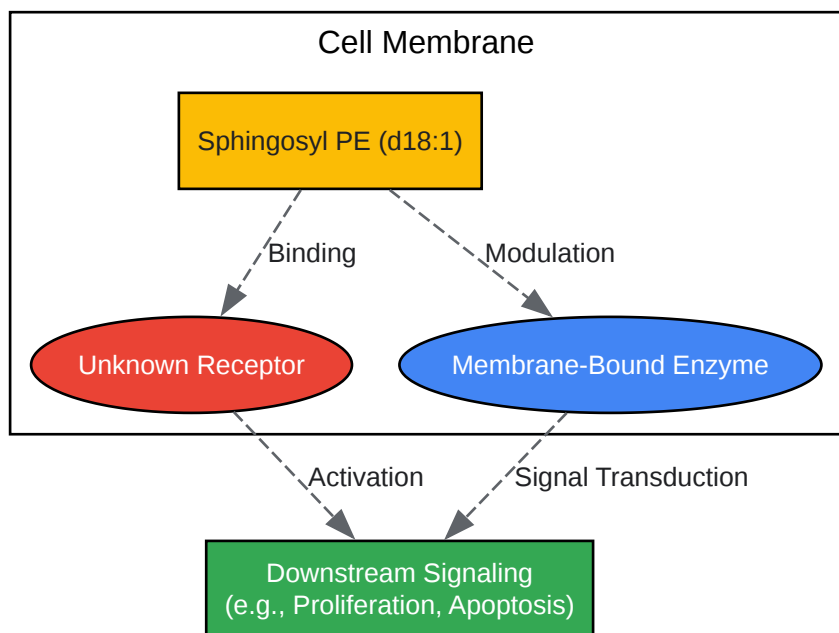 Cell Membrane
Sphingosyl PE (d18:1)
Binding
Modulation
Unknown Receptor
Membrane-Bound Enzyme
Activation
Signal Transduction
Downstream Signaling
(e.g., Proliferation, Apoptosis)